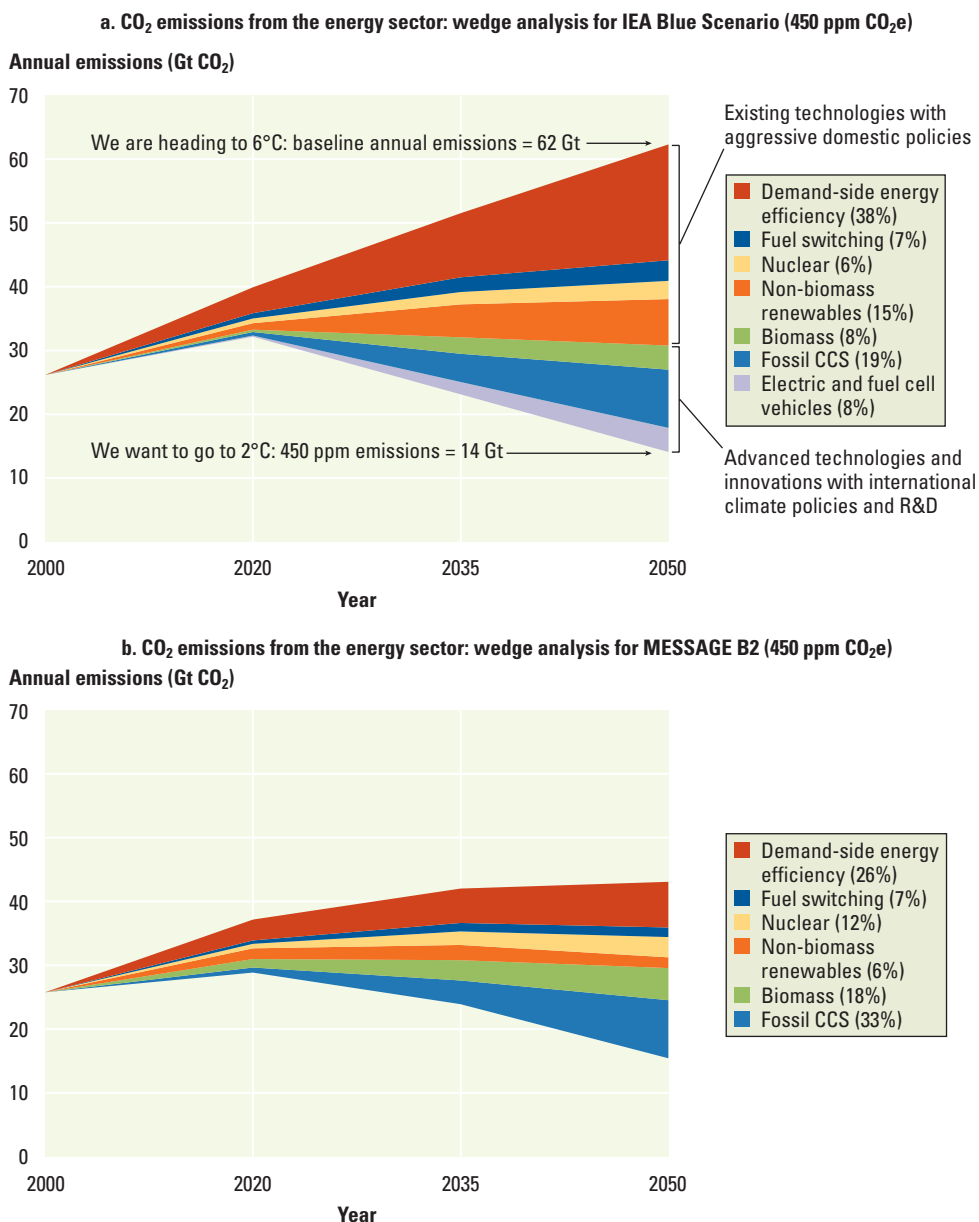 a. CO₂ emissions from the energy sector: wedge analysis for IEA Blue Scenario (450 ppm CO₂e)
Annual emissions (Gt CO₂)
70
60
50
40
30
20
10
0
We are heading to 6°C: baseline annual emissions = 62 Gt
We want to go to 2°C: 450 ppm emissions = 14 Gt
2000
2020
2035
2050
Year
Existing technologies with
aggressive domestic policies
Demand-side energy
efficiency (38%)
Fuel switching (7%)
Nuclear (6%)
Non-biomass
renewables (15%)
Biomass (8%)
Fossil CCS (19%)
Electric and fuel cell
vehicles (8%)
Advanced technologies and
innovations with international
climate policies and R&D
b. CO₂ emissions from the energy sector: wedge analysis for MESSAGE B2 (450 ppm CO₂e)
Annual emissions (Gt CO₂)
70
60
50
40
30
20
10
0
2000
2020
2035
2050
Year
Demand-side energy
efficiency (26%)
Fuel switching (7%)
Nuclear (12%)
Non-biomass
renewables (6%)
Biomass (18%)
Fossil CCS (33%)